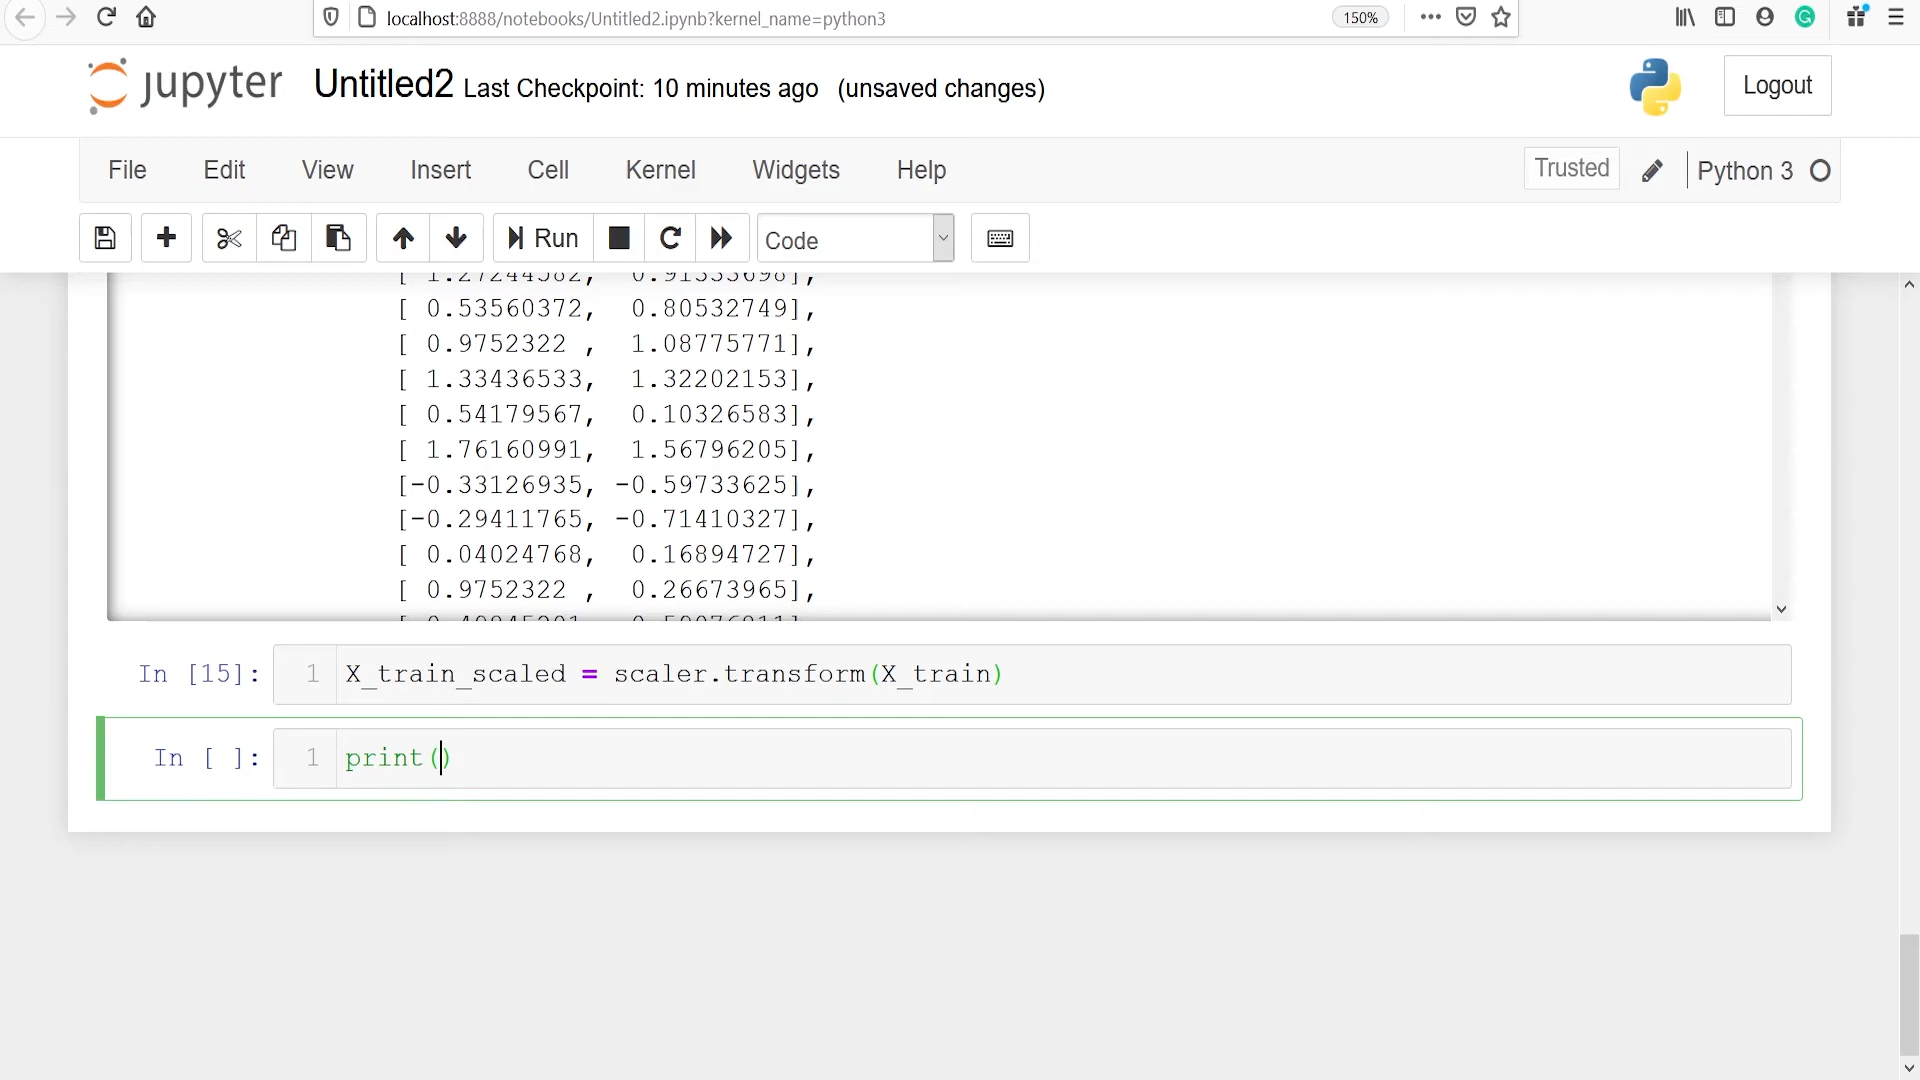 localhost:8888/notebooks/Untitled2.ipynb?kernel_name=python3
150%
jupyter Untitled2 Last Checkpoint: 10 minutes ago (unsaved changes)
Logout
File Edit View Insert Cell Kernel Widgets Help
Trusted
Python 3
Run
Code
[ 1.27244582, 0.91333698],
[ 0.53560372, 0.80532749],
[ 0.9752322 , 1.08775771],
[ 1.33436533, 1.32202153],
[ 0.54179567, 0.10326583],
[ 1.76160991, 1.56796205],
[-0.33126935, -0.59733625],
[-0.29411765, -0.71410327],
[ 0.04024768, 0.16894727],
[ 0.9752322 , 0.26673965],
In [15]: 1 X_train_scaled = scaler.transform(X_train)
In [ ]: 1 print()